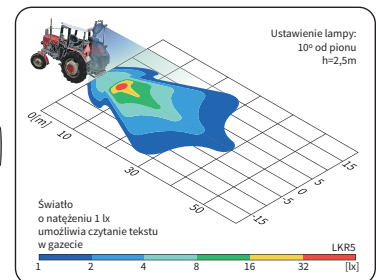 Ustawienie lampy:
10º od pionu
h=2,5m
0[m]
10
30
50
-15
-5
0
5
15
Światło
o natężeniu 1 lx
umożliwia czytanie tekstu
w gazecie
LKR5
1 2 4 8 16 32 [lx]